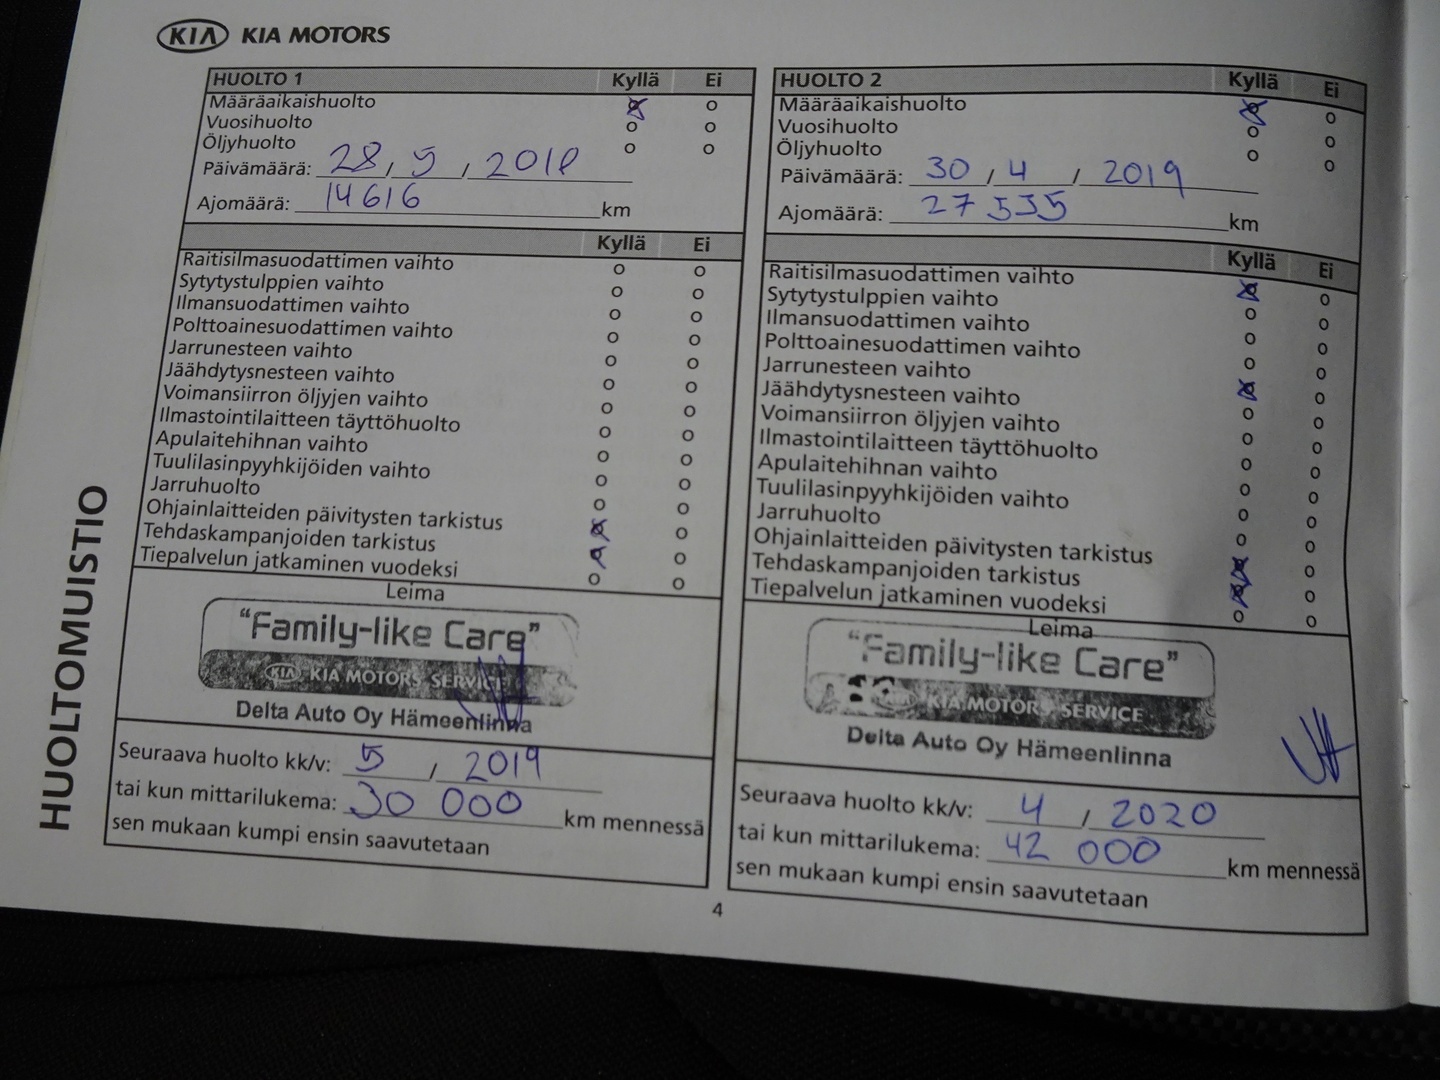 KIA KIA MOTORS
HUOLTOMUISTIO
HUOLTO 1 Kyllä Ei
Määräaikaishuolto
Vuosihuolto
Öljyhuolto
Päivämäärä: 28 / 5 / 2018
Ajomäärä: 14616 km
Kyllä Ei
Raitisilmasuodattimen vaihto
Sytytystulppien vaihto
Ilmansuodattimen vaihto
Polttoainesuodattimen vaihto
Jarrunesteen vaihto
Jäähdytysnesteen vaihto
Voimansiirron öljyjen vaihto
Ilmastointilaitteen täyttöhuolto
Apulaitehihnan vaihto
Tuulilasinpyyhkijöiden vaihto
Jarruhuolto
Ohjainlaitteiden päivitysten tarkistus
Tehdaskampanjoiden tarkistus
Tiepalvelun jatkaminen vuodeksi
Leima
"Family-like Care"
KIA KIA MOTORS SERVICE
Delta Auto Oy Hämeenlinna
Seuraava huolto kk/v: 5 / 2019
tai kun mittarilukema: 30 000 km mennessä
sen mukaan kumpi ensin saavutetaan
HUOLTO 2 Kyllä Ei
Määräaikaishuolto
Vuosihuolto
Öljyhuolto
Päivämäärä: 30 / 4 / 2019
Ajomäärä: 27 535 km
Kyllä Ei
Raitisilmasuodattimen vaihto
Sytytystulppien vaihto
Ilmansuodattimen vaihto
Polttoainesuodattimen vaihto
Jarrunesteen vaihto
Jäähdytysnesteen vaihto
Voimansiirron öljyjen vaihto
Ilmastointilaitteen täyttöhuolto
Apulaitehihnan vaihto
Tuulilasinpyyhkijöiden vaihto
Jarruhuolto
Ohjainlaitteiden päivitysten tarkistus
Tehdaskampanjoiden tarkistus
Tiepalvelun jatkaminen vuodeksi
Leima
"Family-like Care"
KIA MOTORS SERVICE
Delta Auto Oy Hämeenlinna
Seuraava huolto kk/v: 4 / 2020
tai kun mittarilukema: 42 000 km mennessä
sen mukaan kumpi ensin saavutetaan
4